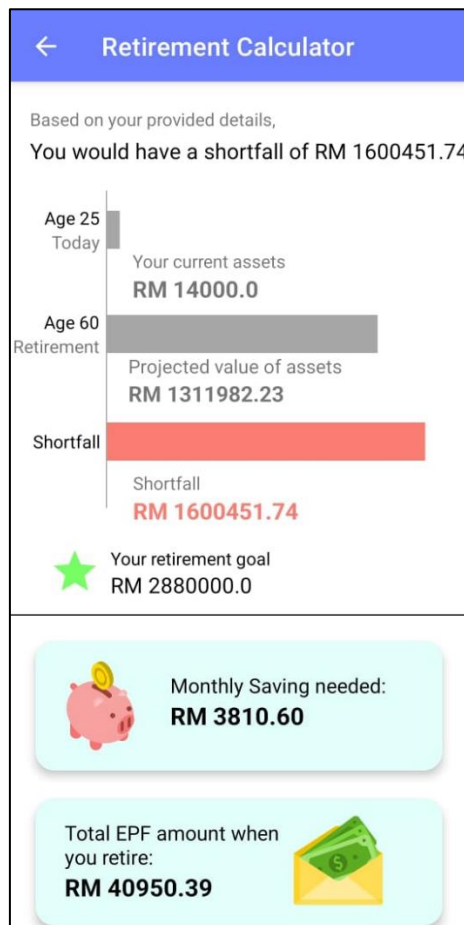 Retirement Calculator
Based on your provided details,
You would have a shortfall of RM 1600451.74
Age 25
Today
Your current assets
RM 14000.0
Age 60
Retirement
Projected value of assets
RM 1311982.23
Shortfall
Shortfall
RM 1600451.74
Your retirement goal
RM 2880000.0
Monthly Saving needed:
RM 3810.60
Total EPF amount when
you retire:
RM 40950.39